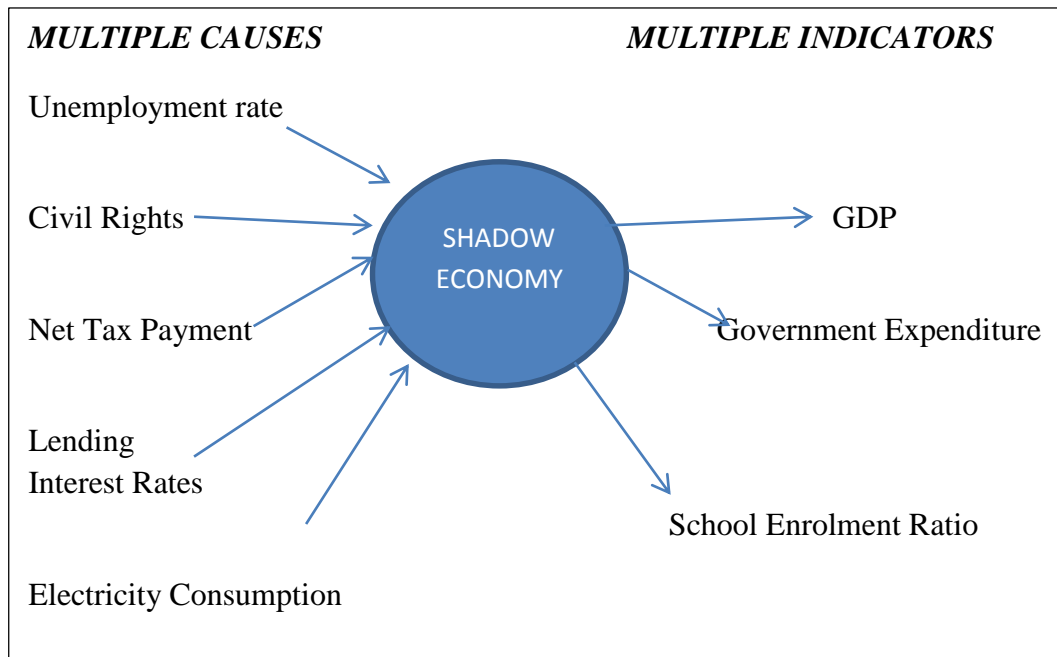 MULTIPLE CAUSES
MULTIPLE INDICATORS
Unemployment rate
Civil Rights
Net Tax Payment
Lending
Interest Rates
Electricity Consumption
SHADOW
ECONOMY
GDP
Government Expenditure
School Enrolment Ratio